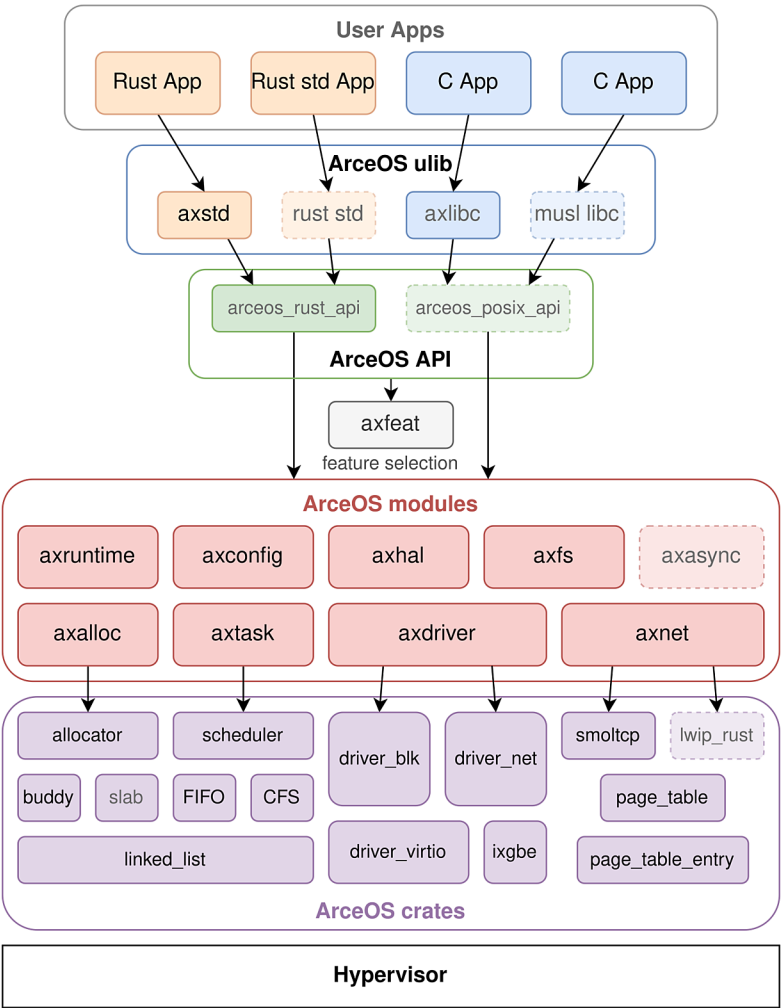 User Apps
Rust App
Rust std App
C App
C App
ArceOS ulib
axstd
rust std
axlibc
musl libc
arceos_rust_api
arceos_posix_api
ArceOS API
axfeat
feature selection
ArceOS modules
axruntime
axconfig
axhal
axfs
axasync
axalloc
axtask
axdriver
axnet
allocator
scheduler
driver_blk
driver_net
smoltcp
lwip_rust
buddy
slab
FIFO
CFS
page_table
linked_list
driver_virtio
ixgbe
page_table_entry
ArceOS crates
Hypervisor